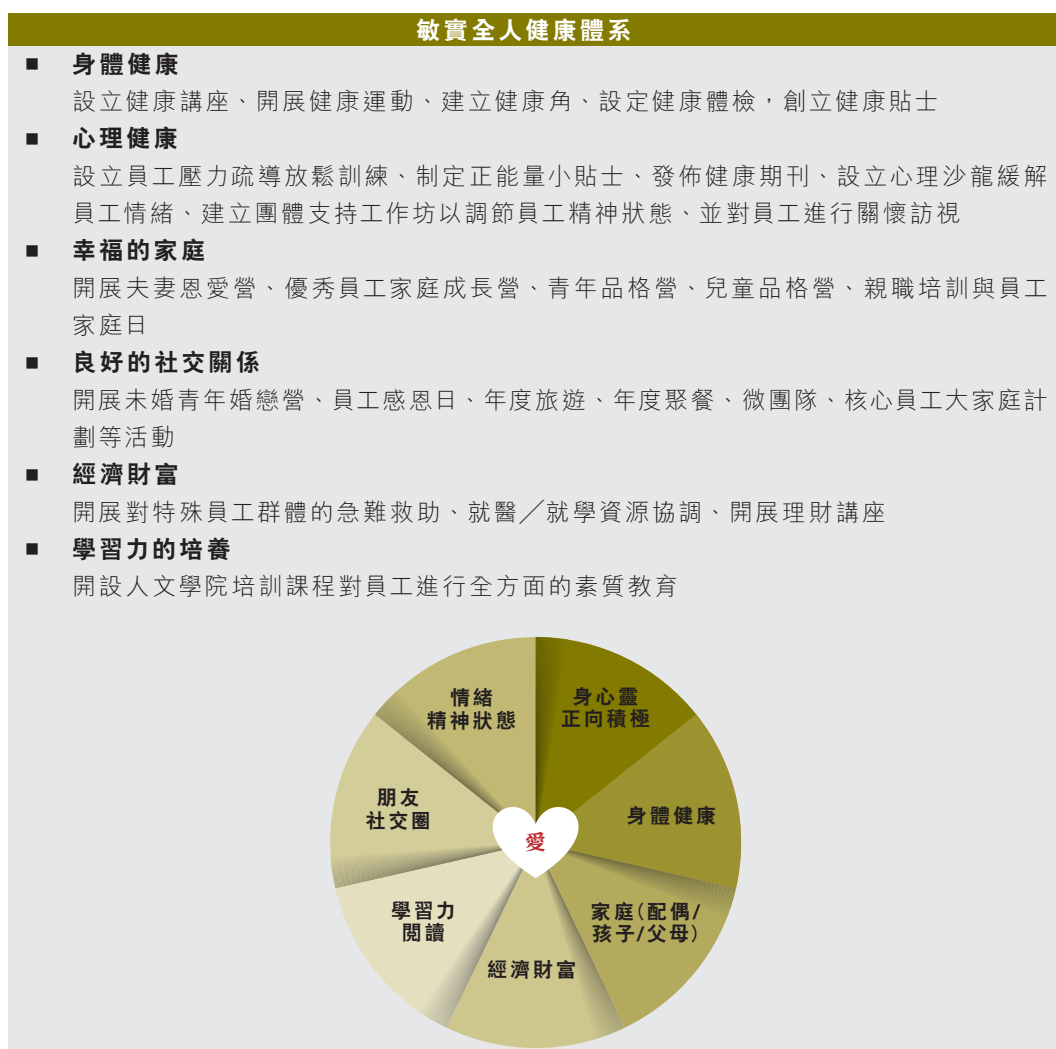 敏實全人健康體系
■ 身體健康
設立健康講座、開展健康運動、建立健康角、設定健康體檢，創立健康貼士
■ 心理健康
設立員工壓力疏導放鬆訓練、制定正能量小貼士、發佈健康期刊、設立心理沙龍緩解
員工情緒、建立團體支持工作坊以調節員工精神狀態、並對員工進行關懷訪視
■ 幸福的家庭
開展夫妻恩愛營、優秀員工家庭成長營、青年品格營、兒童品格營、親職培訓與員工
家庭日
■ 良好的社交關係
開展未婚青年婚戀營、員工感恩日、年度旅遊、年度聚餐、微團隊、核心員工大家庭計
劃等活動
■ 經濟財富
開展對特殊員工群體的急難救助、就醫／就學資源協調、開展理財講座
■ 學習力的培養
開設人文學院培訓課程對員工進行全方面的素質教育
身心靈
正向積極
身體健康
家庭（配偶/
孩子/父母）
經濟財富
學習力
閱讀
朋友
社交圈
情緒
精神狀態
愛